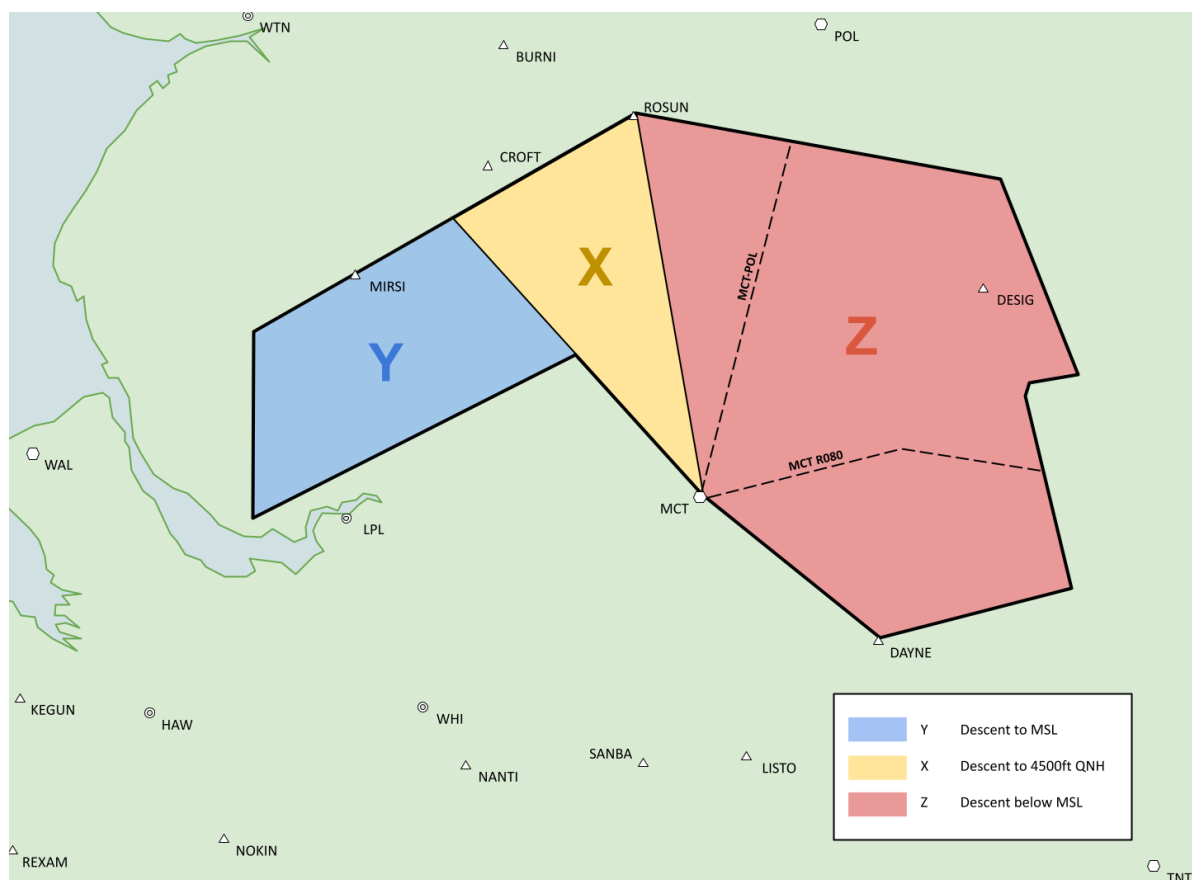 WTN
BURNI
POL
ROSUN
CROFT
X
MCT-POL
MIRSI
DESIG
Y
Z
WAL
MCT R080
MCT
LPL
DAYNE
KEGUN
HAW
WHI
SANBA
LISTO
NANTI
NOKIN
REXAM
TNT
Y Descent to MSL
X Descent to 4500ft QNH
Z Descent below MSL